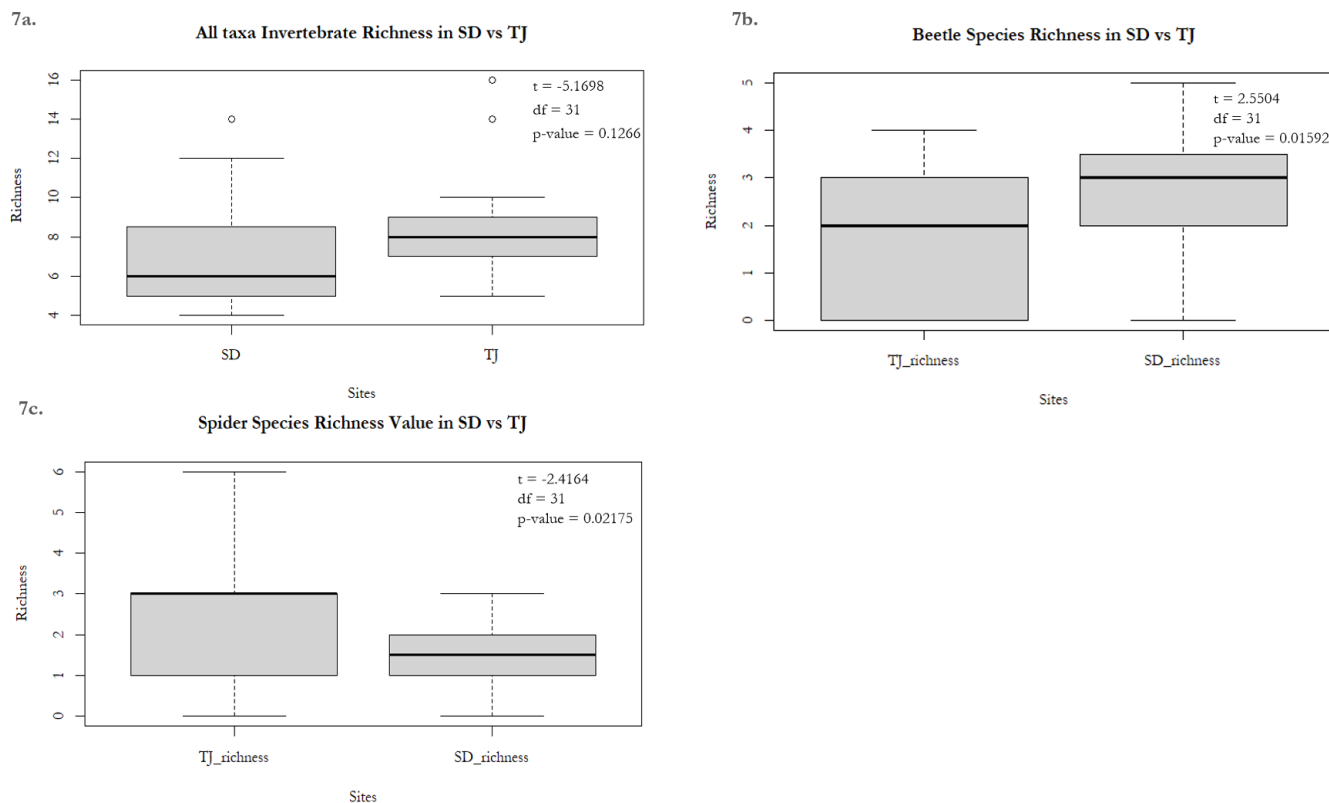 7a.
All taxa Invertebrate Richness in SD vs TJ
t = -5.1698
df = 31
p-value = 0.1266
Richness
16
14
12
10
8
6
4
SD TJ
Sites
7b.
Beetle Species Richness in SD vs TJ
t = 2.5504
df = 31
p-value = 0.01592
Richness
5
4
3
2
1
0
TJ_richness SD_richness
Sites
7c.
Spider Species Richness Value in SD vs TJ
t = -2.4164
df = 31
p-value = 0.02175
Richness
6
5
4
3
2
1
0
TJ_richness SD_richness
Sites